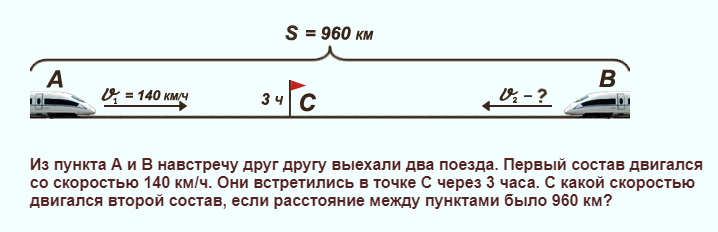 S = 960 км
A
B
𝒱₁ = 140 км/ч
3 ч
C
𝒱₂ – ?
Из пункта А и В навстречу друг другу выехали два поезда. Первый состав двигался
со скоростью 140 км/ч. Они встретились в точке С через 3 часа. С какой скоростью
двигался второй состав, если расстояние между пунктами было 960 км?